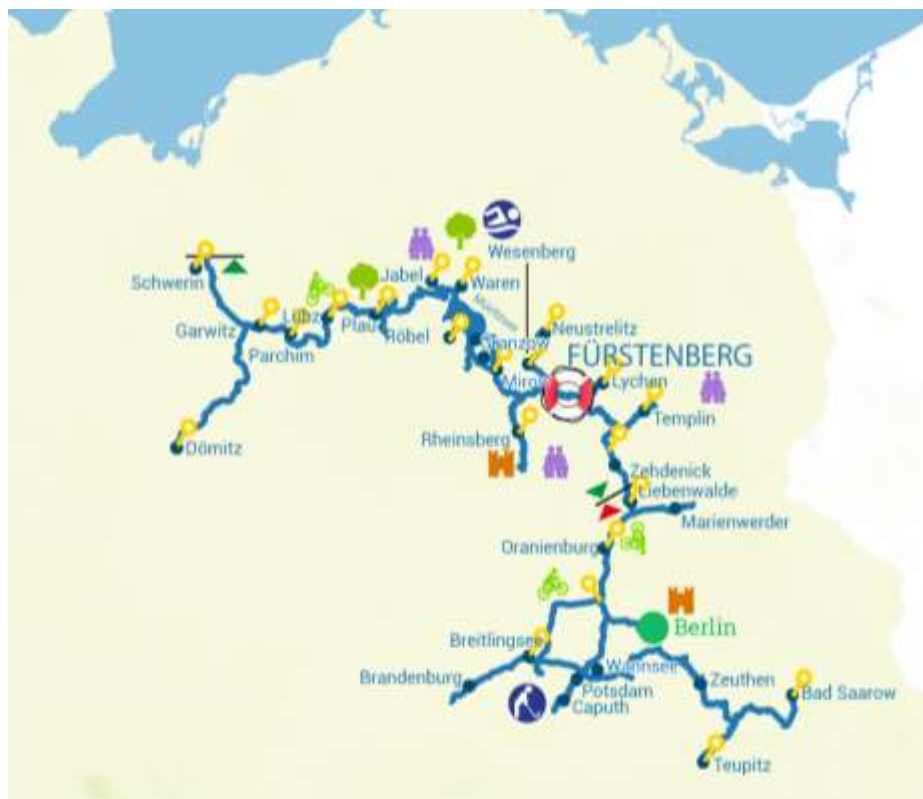 Wesenberg
Schwerin
Jabel
Waren
Müritzsee
Garwitz
Lübz
Plau
Röbel
Neustrelitz
Parchim
FÜRSTENBERG
Mirow
Lychen
Templin
Rheinsberg
Dömitz
Zehdenick
Liebenwalde
Marienwerder
Oranienburg
Berlin
Breitlingsee
Wannsee
Brandenburg
Potsdam
Zeuthen
Bad Saarow
Caputh
Teupitz